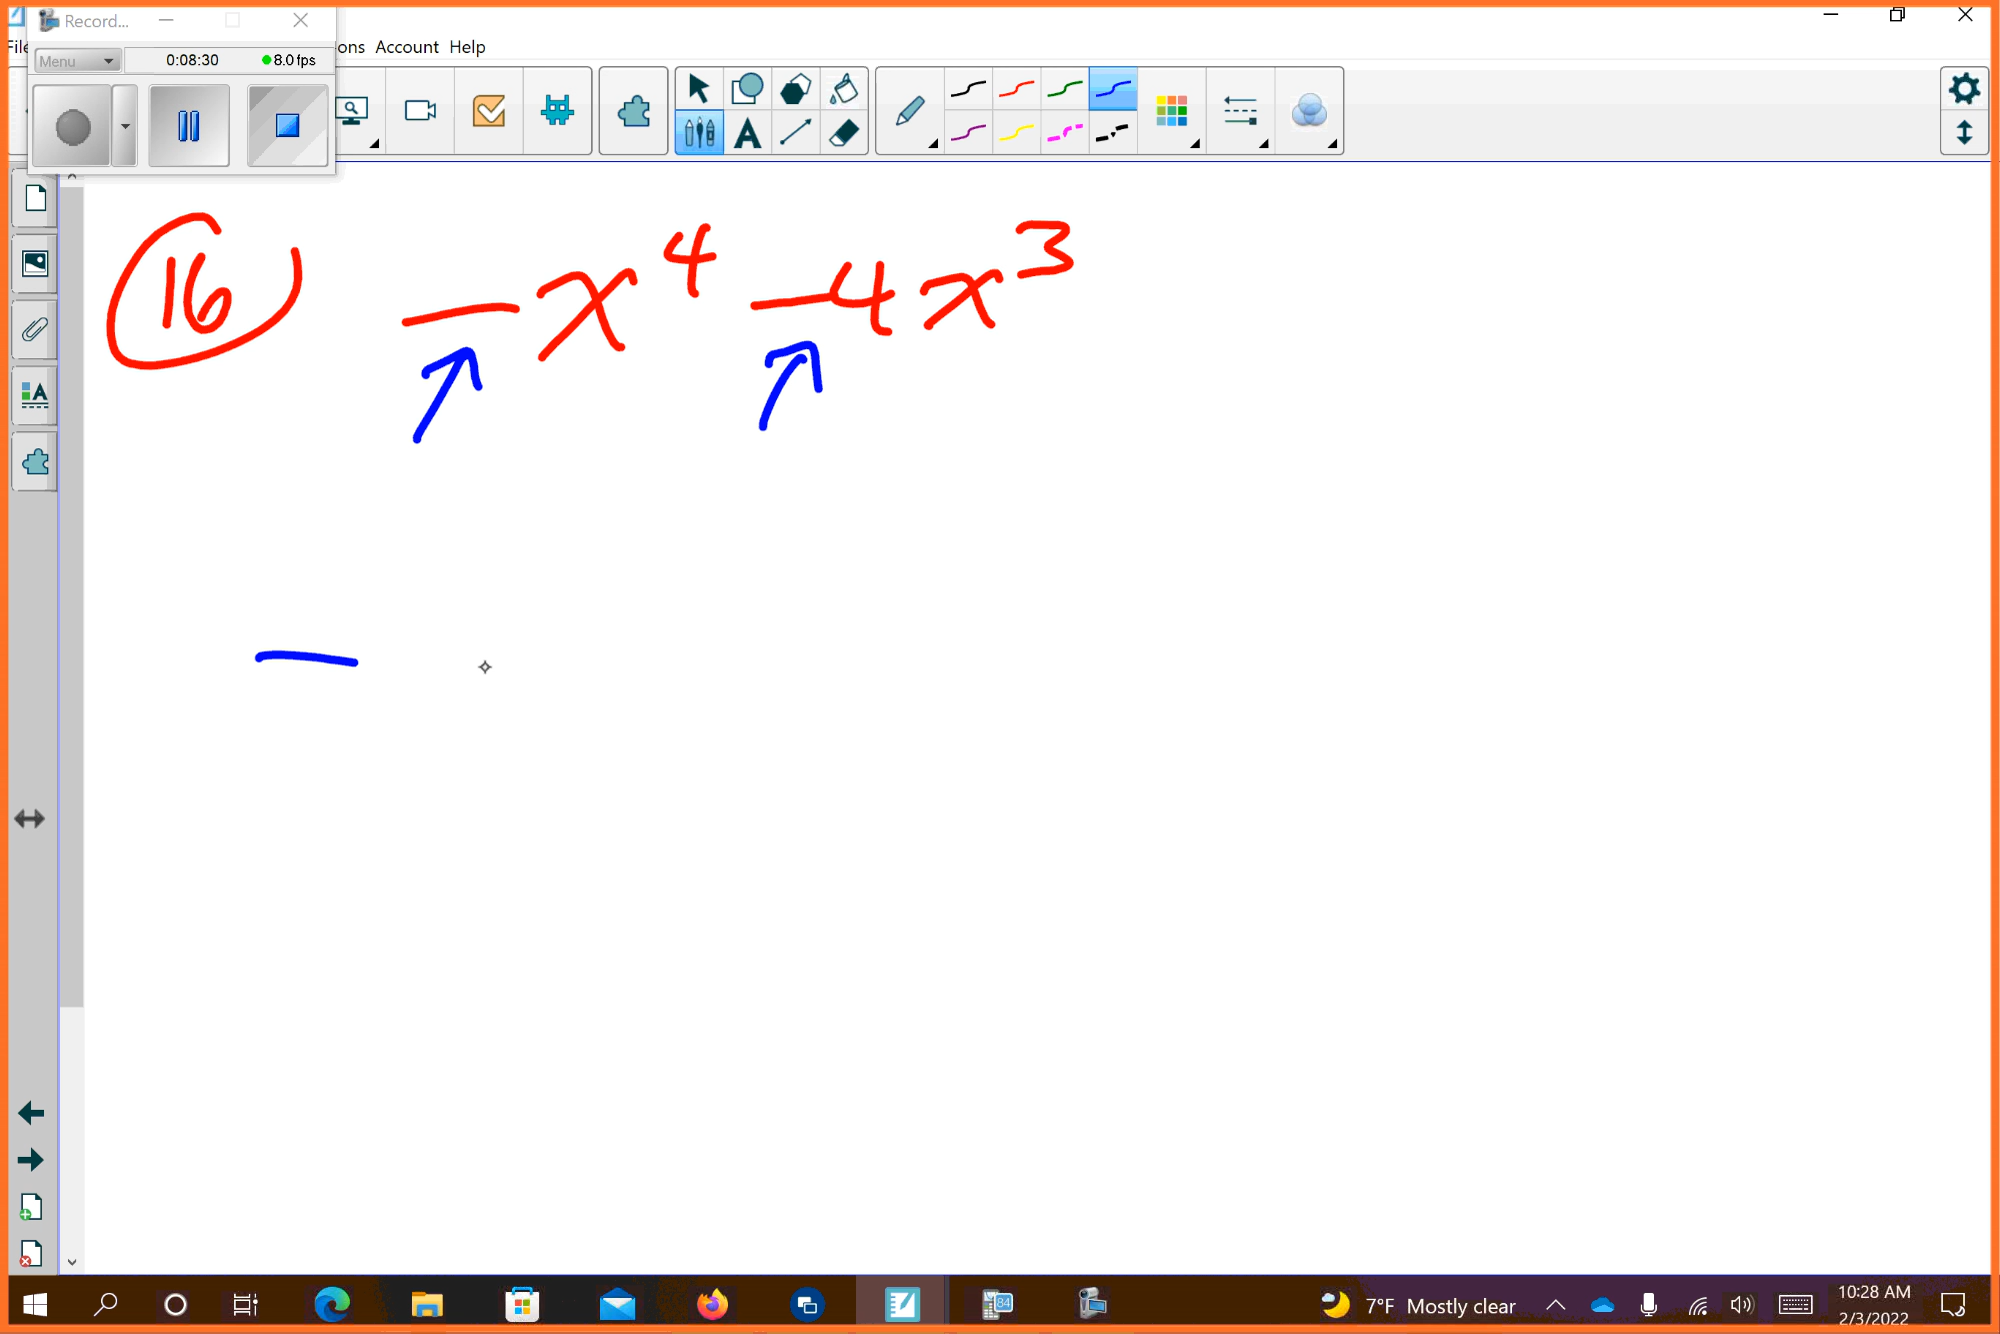 Record...
File ons Account Help
Menu 0:08:30 8.0 fps
A
A
16 -x⁴ -4x³
-
84
7°F Mostly clear
10:28 AM
2/3/2022